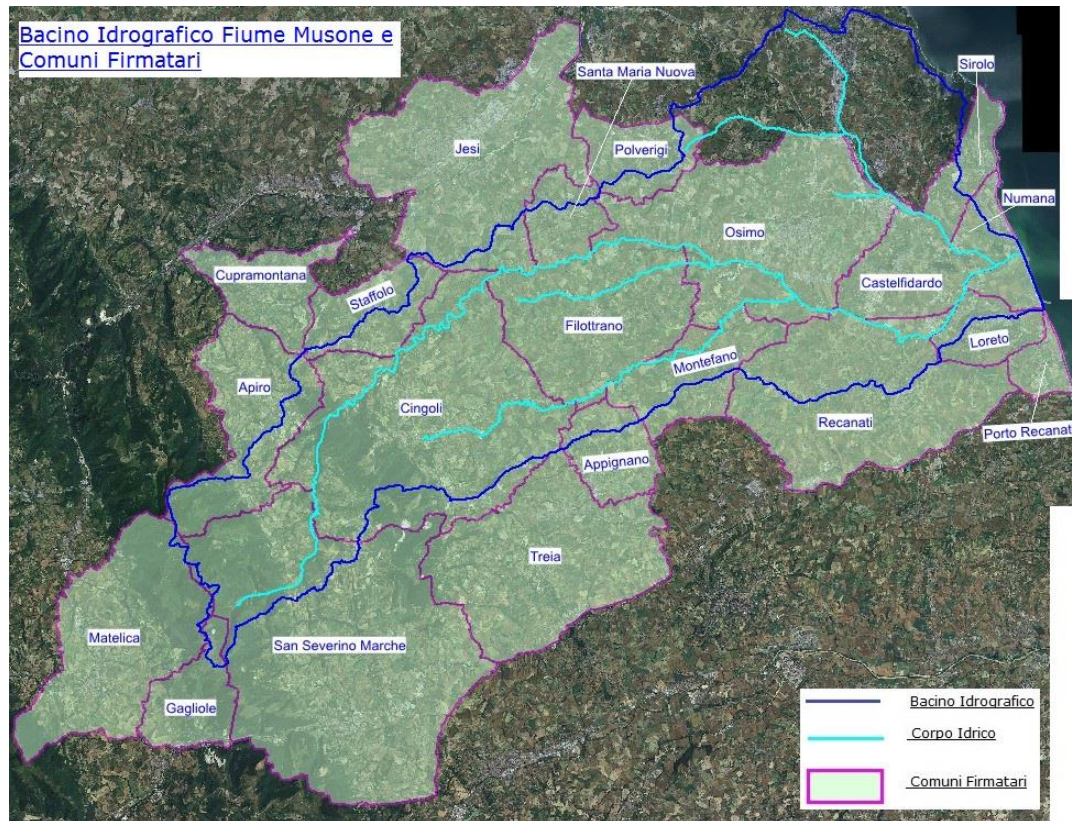 Bacino Idrografico Fiume Musone e
Comuni Firmatari
Sirolo
Santa Maria Nuova
Jesi
Polverigi
Numana
Osimo
Cupramontana
Staffolo
Castelfidardo
Filottrano
Loreto
Montefano
Apiro
Cingoli
Recanati
Porto Recanati
Appignano
Treia
Matelica
San Severino Marche
Gagliole
Bacino Idrografico
Corpo Idrico
Comuni Firmatari